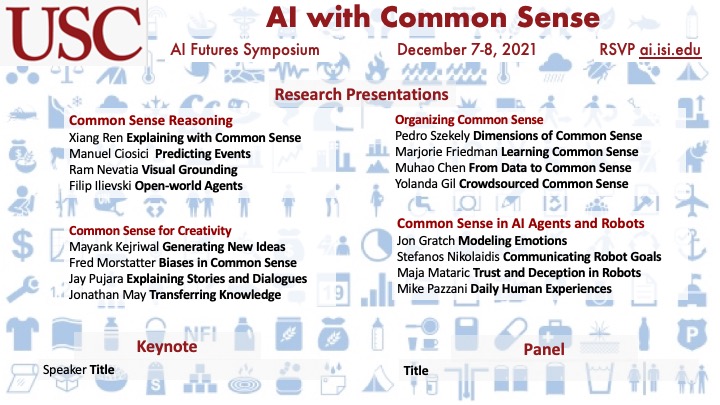 USC
AI with Common Sense
AI Futures Symposium December 7-8, 2021 RSVP ai.isi.edu
Research Presentations
Common Sense Reasoning
Xiang Ren Explaining with Common Sense
Manuel Ciosici Predicting Events
Ram Nevatia Visual Grounding
Filip Ilievski Open-world Agents
Organizing Common Sense
Pedro Szekely Dimensions of Common Sense
Marjorie Friedman Learning Common Sense
Muhao Chen From Data to Common Sense
Yolanda Gil Crowdsourced Common Sense
Common Sense for Creativity
Mayank Kejriwal Generating New Ideas
Fred Morstatter Biases in Common Sense
Jay Pujara Explaining Stories and Dialogues
Jonathan May Transferring Knowledge
Common Sense in AI Agents and Robots
Jon Gratch Modeling Emotions
Stefanos Nikolaidis Communicating Robot Goals
Maja Mataric Trust and Deception in Robots
Mike Pazzani Daily Human Experiences
19
NFI
P
S
Keynote
Speaker Title
Panel
Title